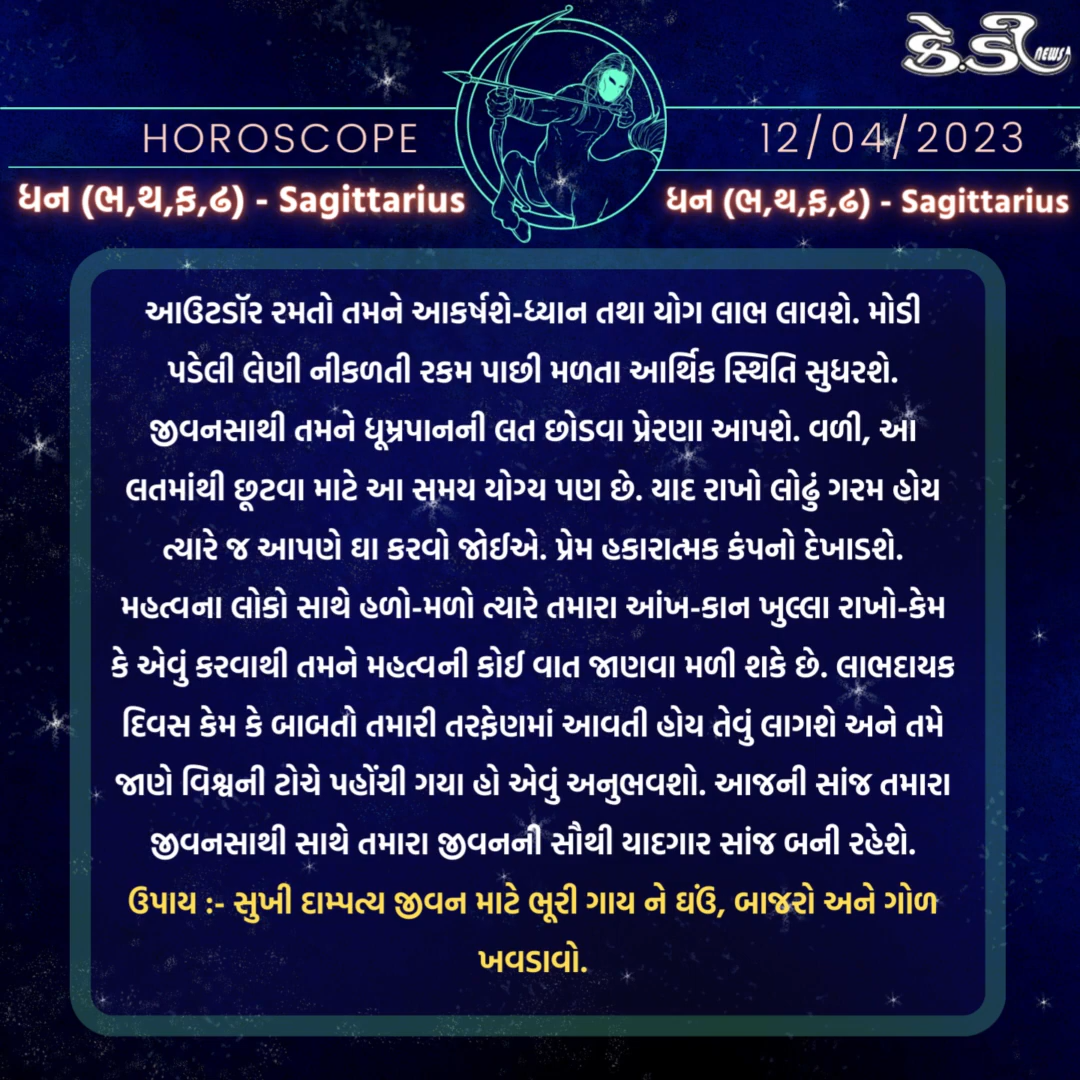 કે.ડી NEWS
HOROSCOPE
12/04/2023
ધન (ભ,થ,ફ,ઢ) - Sagittarius
ધન (ભ,થ,ફ,ઢ) - Sagittarius
આઉટડૉર રમતો તમને આકર્ષશે-ધ્યાન તથા યોગ લાભ લાવશે. મોડી
પડેલી લેણી નીકળતી રકમ પાછી મળતા આર્થિક સ્થિતિ સુધરશે.
જીવનસાથી તમને ધૂમ્રપાનની લત છોડવા પ્રેરણા આપશે. વળી, આ
લતમાંથી છૂટવા માટે આ સમય યોગ્ય પણ છે. યાદ રાખો લોઢું ગરમ હોય
ત્યારે જ આપણે ઘા કરવો જોઈએ. પ્રેમ હકારાત્મક કંપનો દેખાડશે.
મહત્વના લોકો સાથે હળો-મળો ત્યારે તમારા આંખ-કાન ખુલ્લા રાખો-કેમ
કે એવું કરવાથી તમને મહત્વની કોઈ વાત જાણવા મળી શકે છે. લાભદાયક
દિવસ કેમ કે બાબતો તમારી તરફેણમાં આવતી હોય તેવું લાગશે અને તમે
જાણે વિશ્વની ટોચે પહોંચી ગયા હો એવું અનુભવશો. આજની સાંજ તમારા
જીવનસાથી સાથે તમારા જીવનની સૌથી યાદગાર સાંજ બની રહેશે.
ઉપાય :- સુખી દામ્પત્ય જીવન માટે ભૂરી ગાય ને ઘઉં, બાજરો અને ગોળ
ખવડાવો.